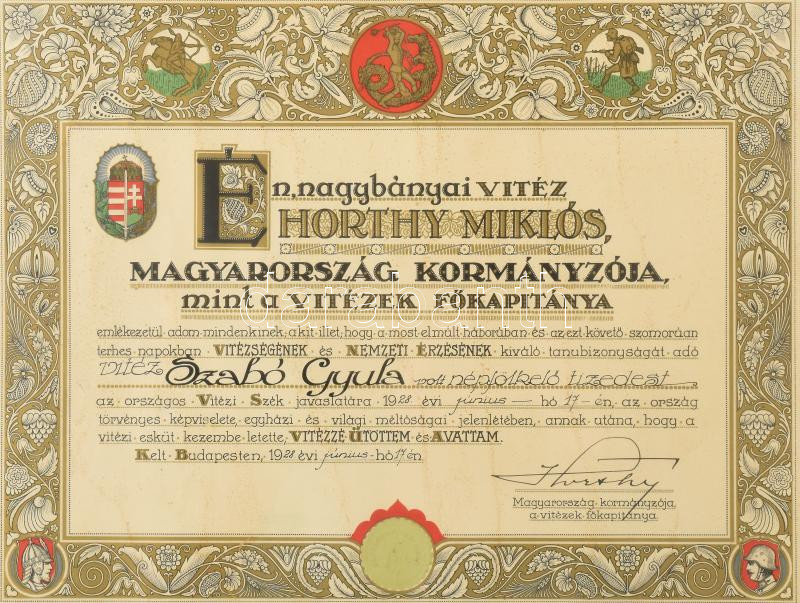 Én, nagybányai VITÉZ
HORTHY MIKLÓS,
MAGYARORSZÁG KORMÁNYZÓJA,
mint a VITÉZEK FŐKAPITÁNYA
emlékezetül adom mindenkinek, akit illet, hogy a most elmúlt háborúban és az ezt követő szomorúan
terhes napokban VITÉZSÉGÉNEK és NEMZETI ÉRZÉSÉNEK kiváló tanubizonyságát adó
vitéz Szabó Gyula volt népfölkelő tizedest
az országos Vitézi Szék javaslatára 1928 évi június hó 17-én, az ország
törvényes képviselete, egyházi és világi méltóságai jelenlétében, annak utána, hogy a
vitézi esküt kezembe letette, VITÉZZÉ ÜTÖTTEM és AVATTAM.
Kelt Budapesten, 1928 évi június hó 17 én
Horthy
Magyarország kormányzója,
a vitézek főkapitánya.
darabanth